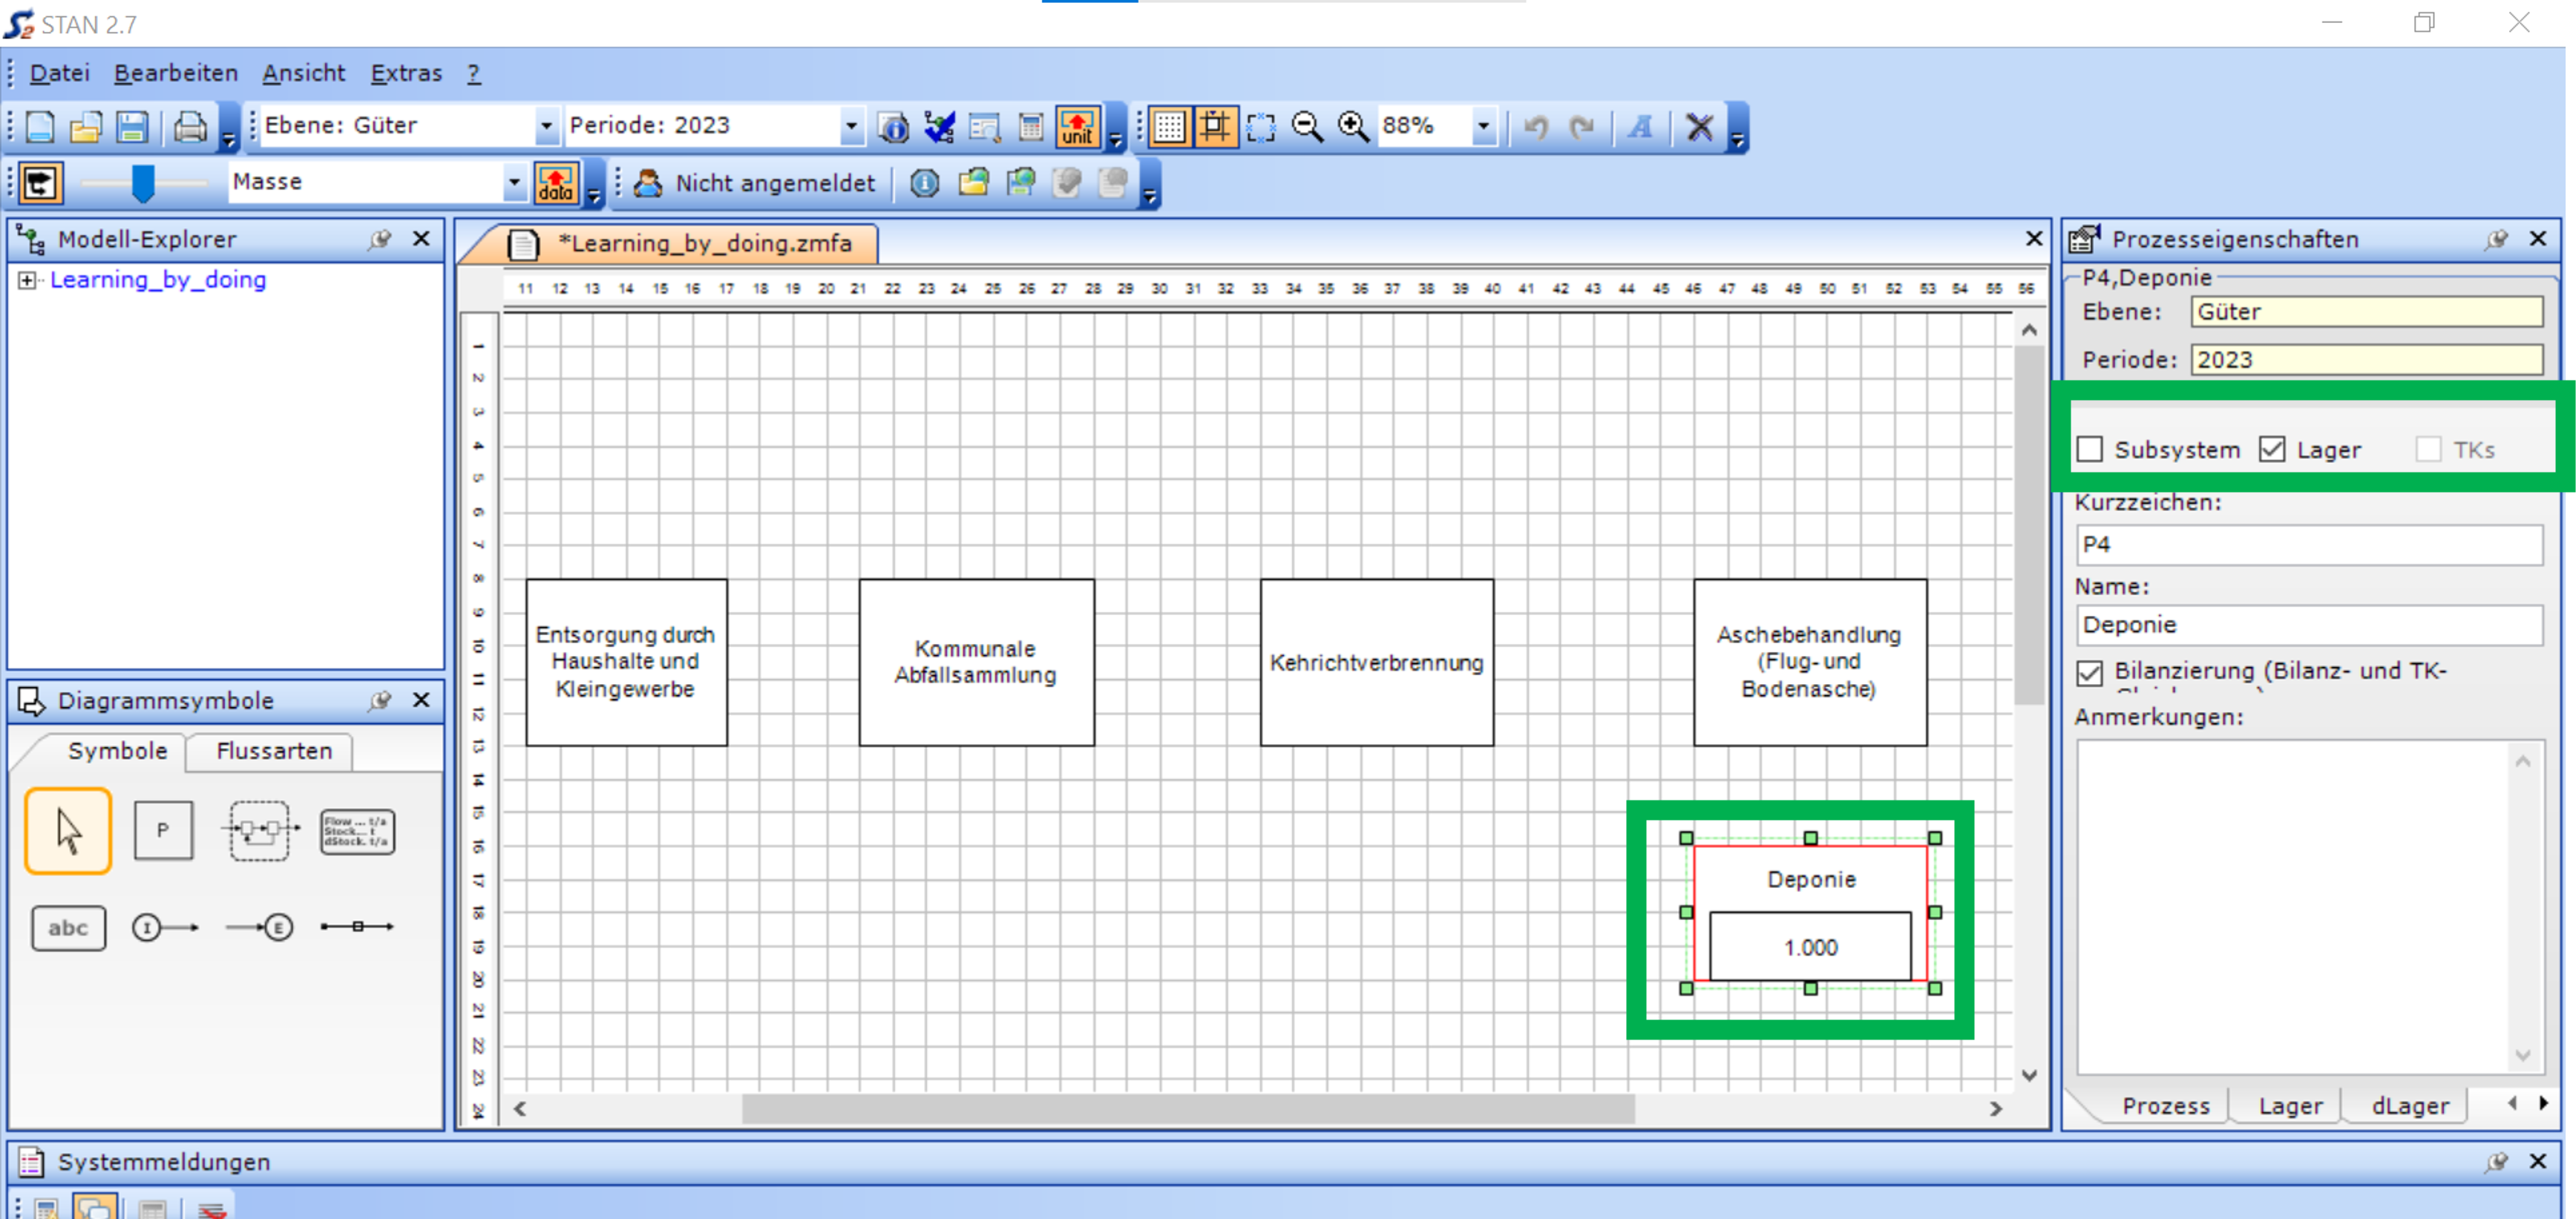 STAN 2.7
Datei Bearbeiten Ansicht Extras ?
Ebene: Güter Periode: 2023 unit 88% A
Masse data Nicht angemeldet
Modell-Explorer
Learning_by_doing
*Learning_by_doing.zmfa
11 12 13 14 15 16 17 18 19 20 21 22 23 24 25 26 27 28 29 30 31 32 33 34 35 36 37 38 39 40 41 42 43 44 45 46 47 48 49 50 51 52 53 54 55 56
1
2
3
4
5
6
7
8
9
10
11
12
13
14
15
16
17
18
19
20
21
22
23
24
Entsorgung durch
Haushalte und
Kleingewerbe
Kommunale
Abfallsammlung
Kehrichtverbrennung
Aschebehandlung
(Flug- und
Bodenasche)
Deponie
1.000
Diagrammsymbole
Symbole Flussarten
P
Flow ... t/a
Stock... t
dStock. t/a
abc I E
Prozesseigenschaften
P4,Deponie
Ebene: Güter
Periode: 2023
Subsystem Lager TKs
Kurzzeichen:
P4
Name:
Deponie
Bilanzierung (Bilanz- und TK-
Anmerkungen:
Prozess Lager dLager
Systemmeldungen